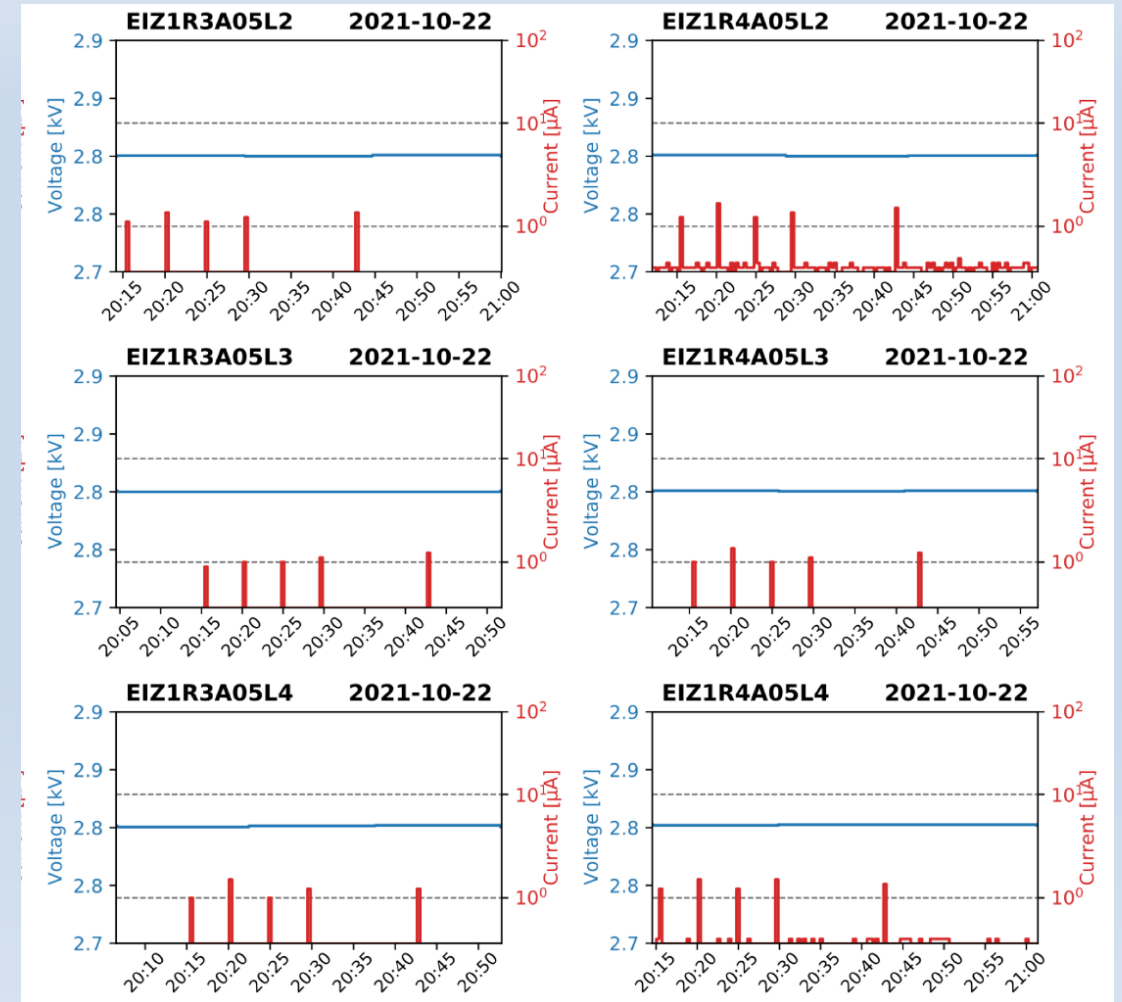 EIZ1R3A05L2 2021-10-22
2.9
2.9
2.8
2.8
2.7
Voltage [kV]
10²
10¹
10⁰
Current [μA]
20:15 20:20 20:25 20:30 20:35 20:40 20:45 20:50 20:55 21:00
EIZ1R4A05L2 2021-10-22
2.9
2.9
2.8
2.8
2.7
Voltage [kV]
10²
10¹
10⁰
Current [μA]
20:15 20:20 20:25 20:30 20:35 20:40 20:45 20:50 20:55 21:00
EIZ1R3A05L3 2021-10-22
2.9
2.9
2.8
2.8
2.7
Voltage [kV]
10²
10¹
10⁰
Current [μA]
20:05 20:10 20:15 20:20 20:25 20:30 20:35 20:40 20:45 20:50
EIZ1R4A05L3 2021-10-22
2.9
2.9
2.8
2.8
2.7
Voltage [kV]
10²
10¹
10⁰
Current [μA]
20:15 20:20 20:25 20:30 20:35 20:40 20:45 20:50 20:55
EIZ1R3A05L4 2021-10-22
2.9
2.9
2.8
2.8
2.7
Voltage [kV]
10²
10¹
10⁰
Current [μA]
20:10 20:15 20:20 20:25 20:30 20:35 20:40 20:45 20:50
EIZ1R4A05L4 2021-10-22
2.9
2.9
2.8
2.8
2.7
Voltage [kV]
10²
10¹
10⁰
Current [μA]
20:15 20:20 20:25 20:30 20:35 20:40 20:45 20:50 20:55 21:00